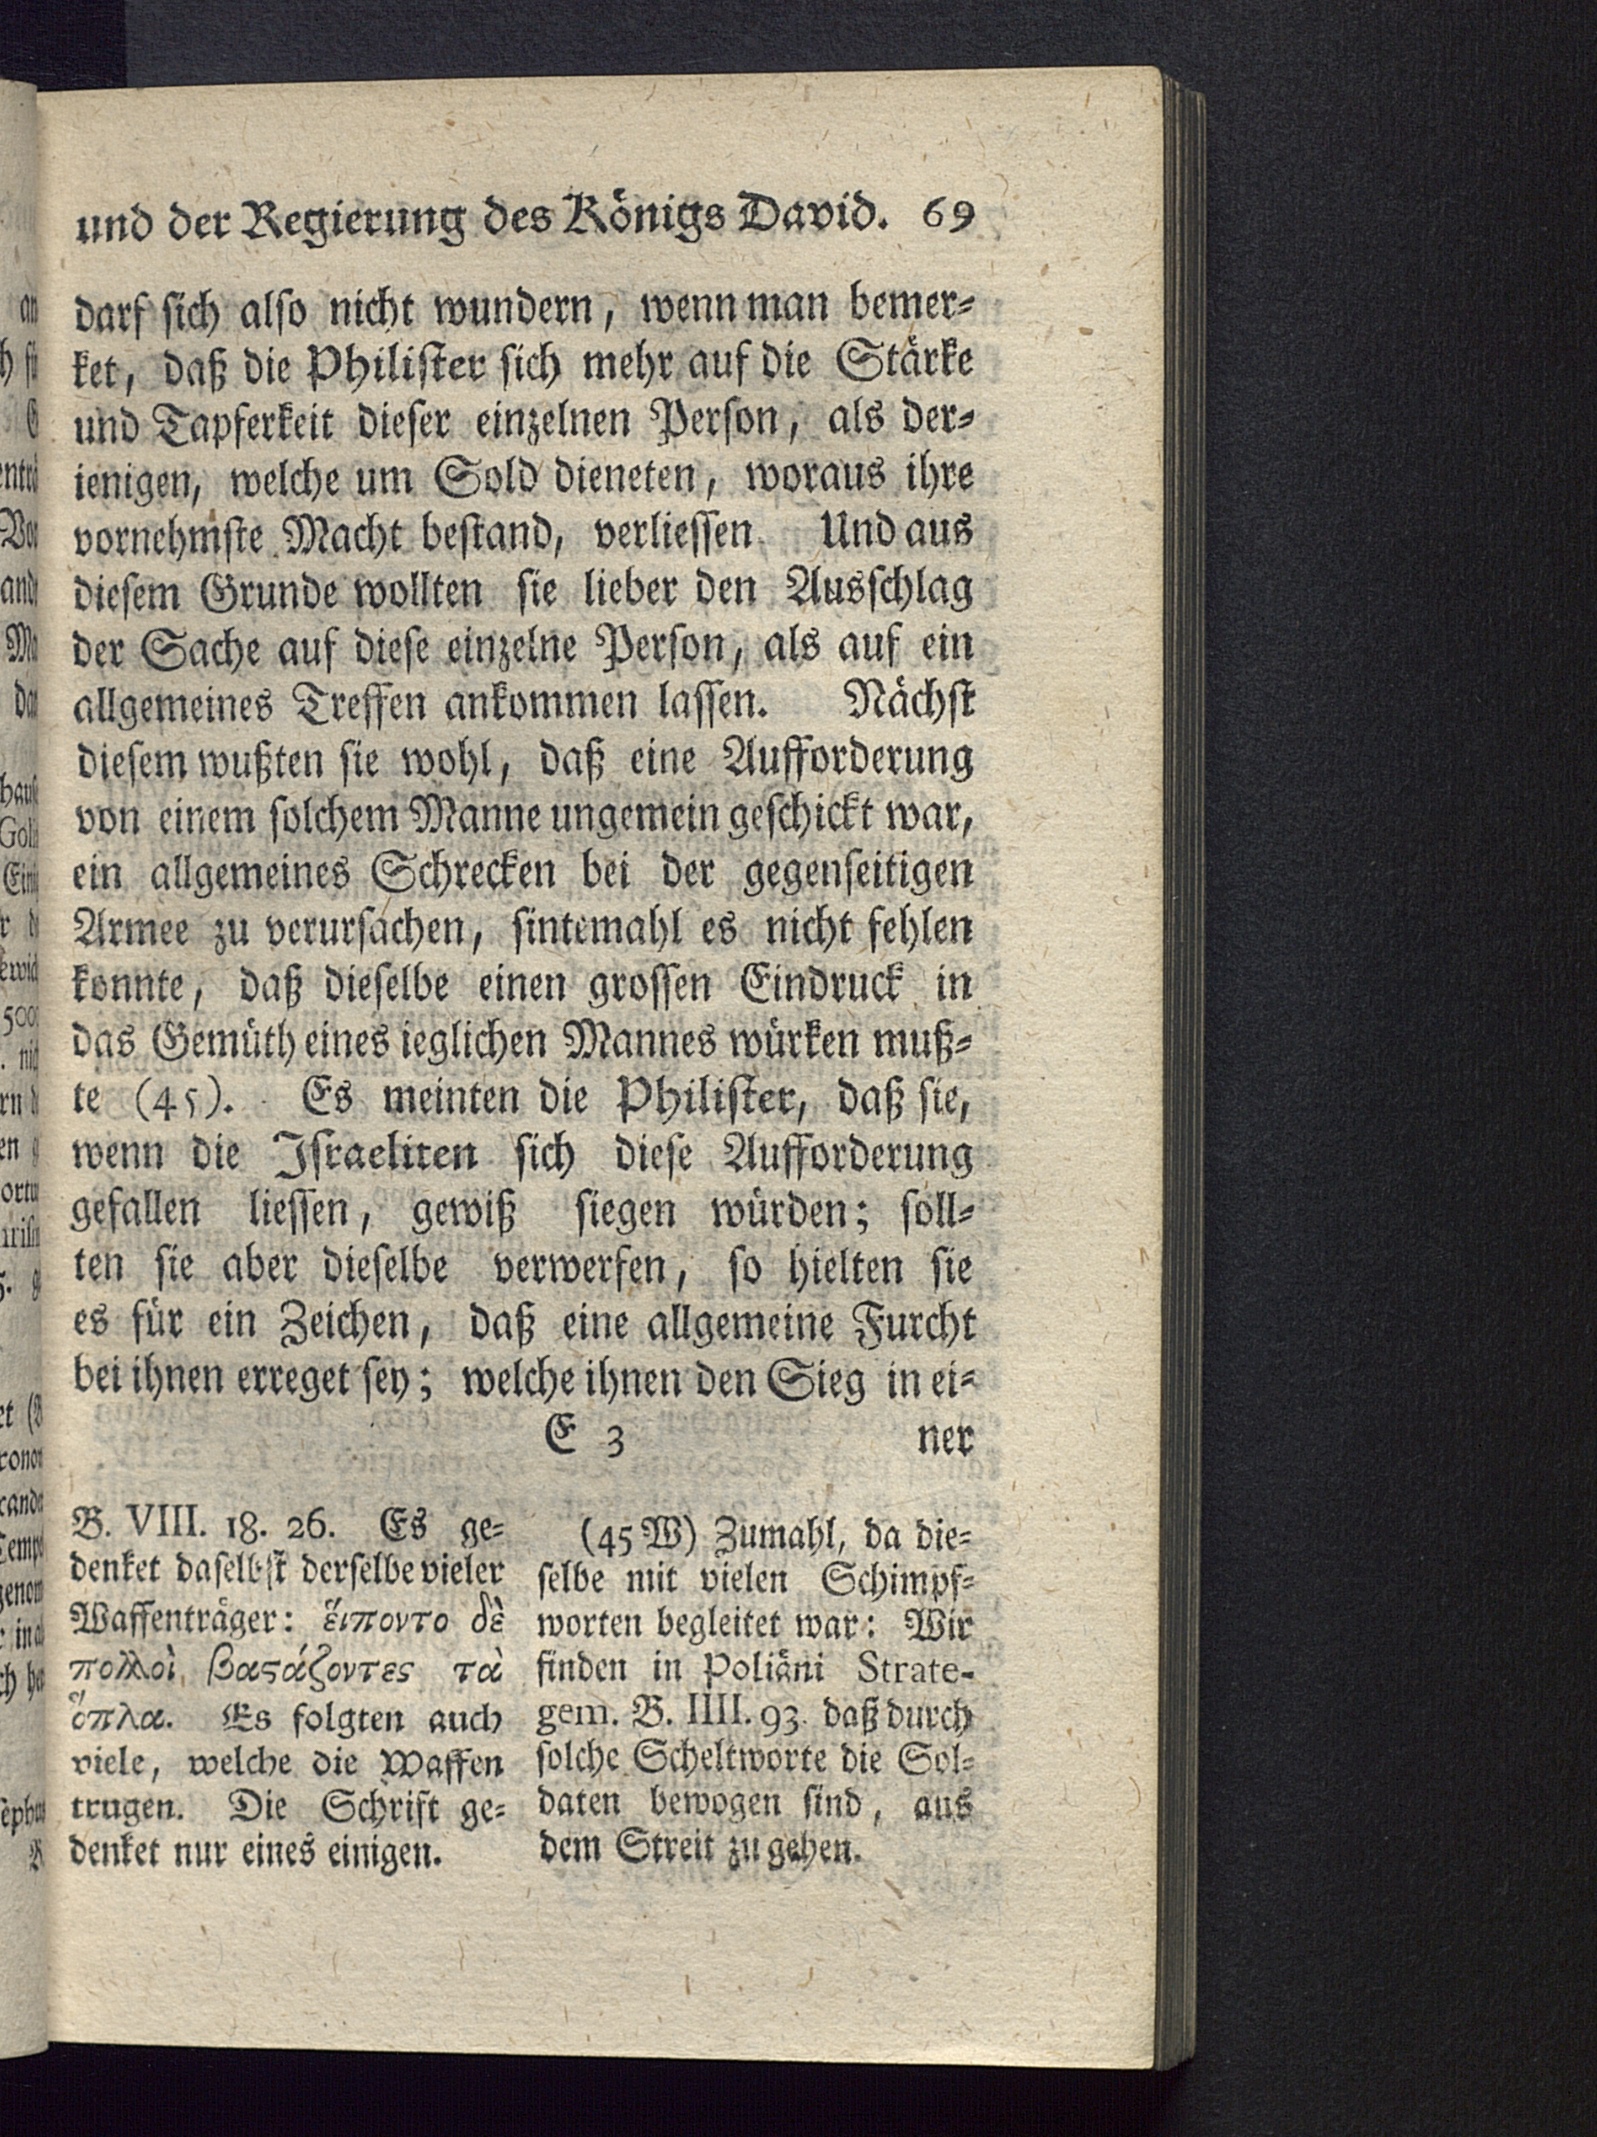 und der Regierung des Königs David. 69
darf sich also nicht wundern, wenn man bemer-
ket, daß die Philister sich mehr auf die Stärke
und Tapferkeit dieser einzelnen Person, als der-
ienigen, welche um Sold dieneten, woraus ihre
vornehmste Macht bestand, verliessen. Und aus
diesem Grunde wollten sie lieber den Ausschlag
der Sache auf diese einzelne Person, als auf ein
allgemeines Treffen ankommen lassen. Nächst
diesem wußten sie wohl, daß eine Aufforderung
von einem solchem Manne ungemein geschickt war,
ein allgemeines Schrecken bei der gegenseitigen
Armee zu verursachen, sintemahl es nicht fehlen
konnte, daß dieselbe einen grossen Eindruck in
das Gemüth eines ieglichen Mannes würken muß-
te (45). Es meinten die Philister, daß sie,
wenn die Israeliten sich diese Aufforderung
gefallen liessen, gewiß siegen würden; soll-
ten sie aber dieselbe verwerfen, so hielten sie
es für ein Zeichen, daß eine allgemeine Furcht
bei ihnen erreget sey; welche ihnen den Sieg in ei-
E 3 ner
B. VIII. 18. 26. Es ge-
denket daselbst derselbe vieler
Waffenträger: ἕιποντο δὲ
πολλοὶ βαςάζοντες τὰ
ὅπλα. Es folgten auch
viele, welche die Waffen
trugen. Die Schrift ge-
denket nur eines einigen.
(45 W) Zumahl, da die-
selbe mit vielen Schimpf-
worten begleitet war: Wir
finden in Poliäni Strate-
gem. B. IIII. 93. daß durch
solche Scheltworte die Sol-
daten bewogen sind, aus
dem Streit zu gehen.